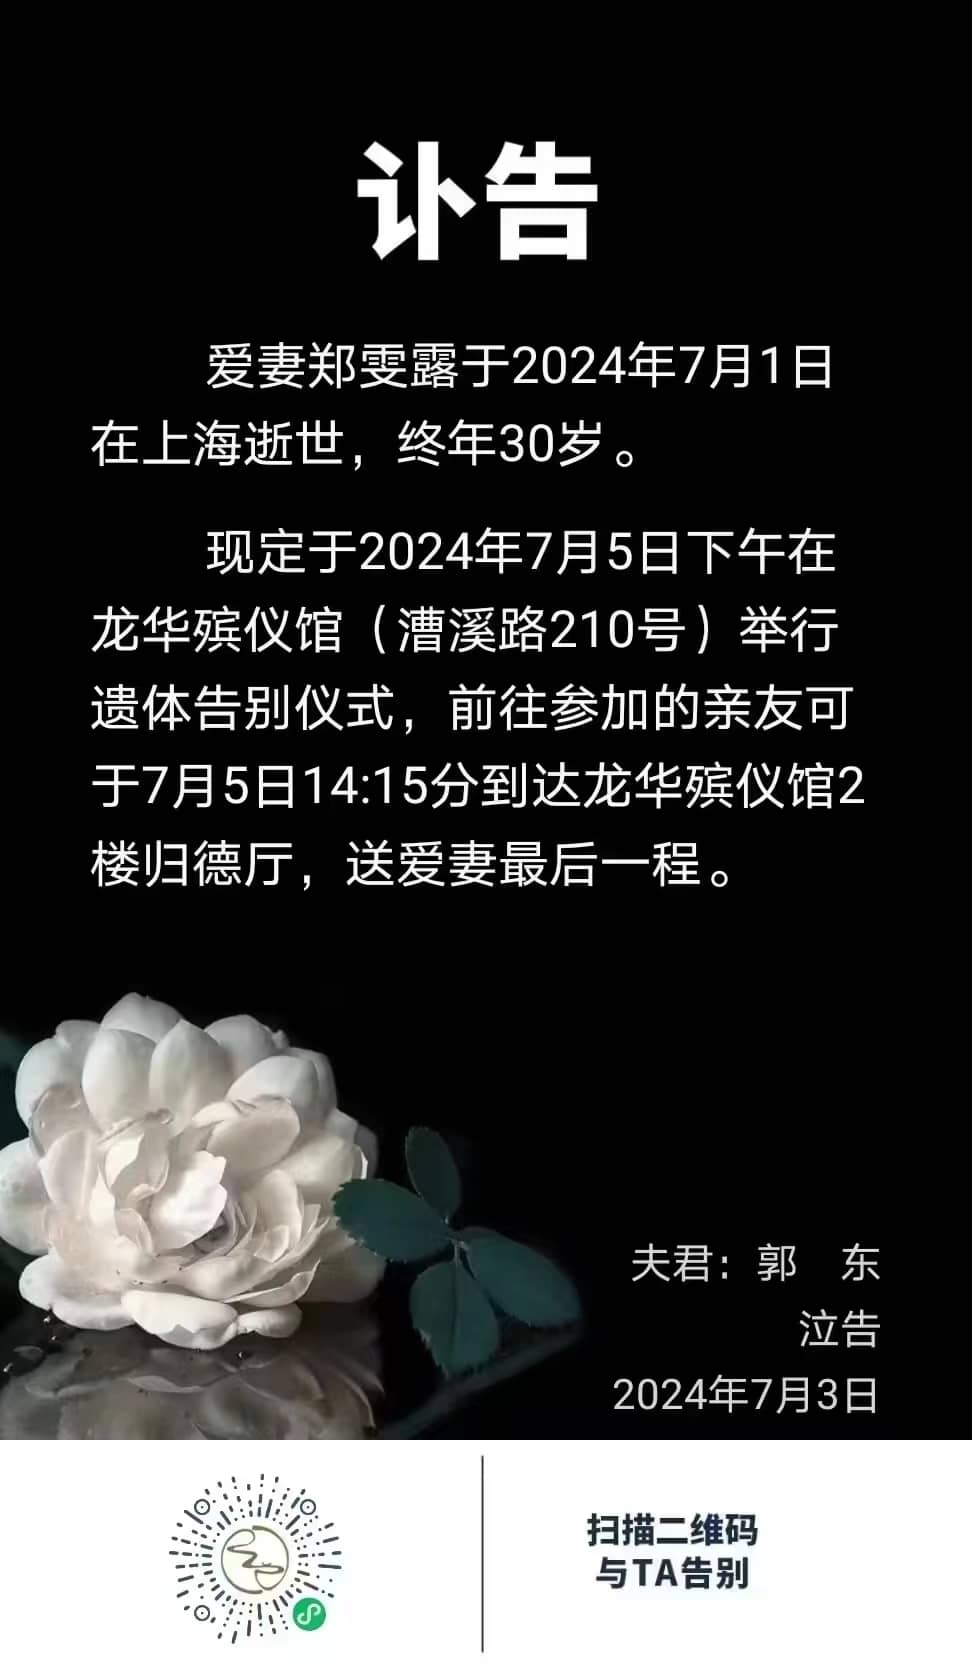 讣告
爱妻郑雯露于2024年7月1日
在上海逝世，终年30岁。
现定于2024年7月5日下午在
龙华殡仪馆（漕溪路210号）举行
遗体告别仪式，前往参加的亲友可
于7月5日14:15分到达龙华殡仪馆2
楼归德厅，送爱妻最后一程。
夫君：郭　东
泣告
2024年7月3日
扫描二维码
与TA告别